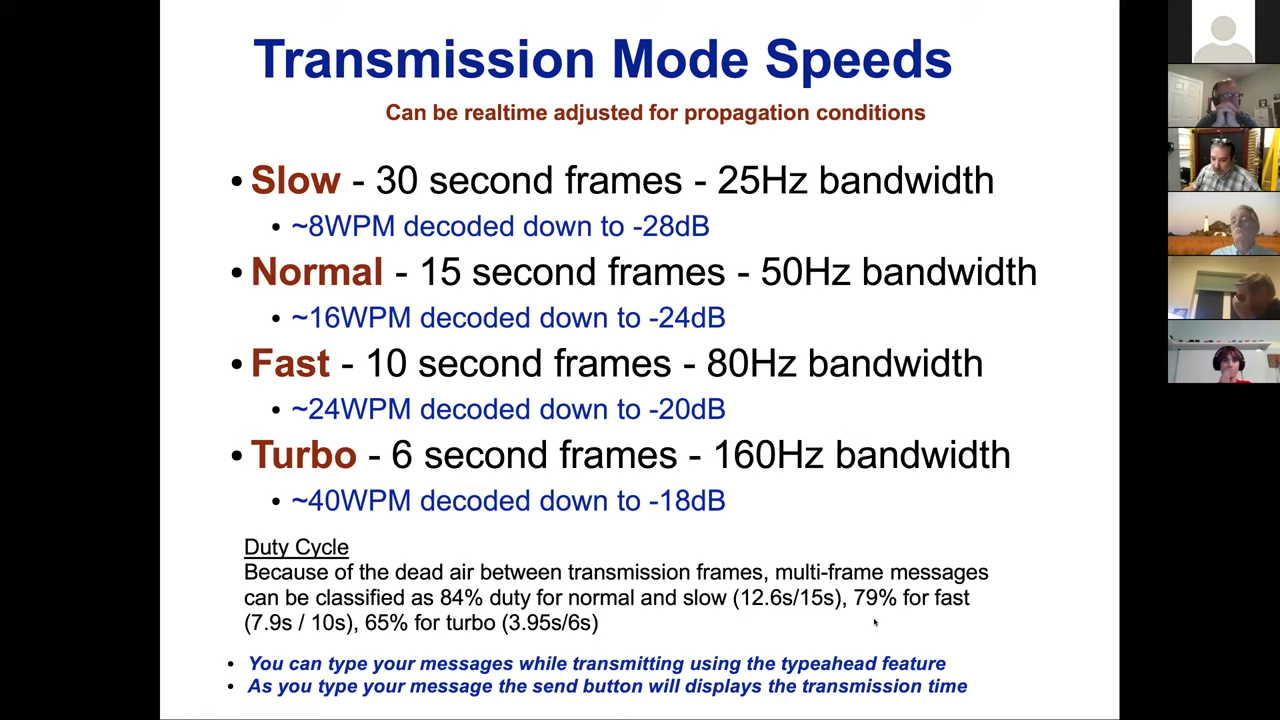 Transmission Mode Speeds
Can be realtime adjusted for propagation conditions
• Slow - 30 second frames - 25Hz bandwidth
• ~8WPM decoded down to -28dB
• Normal - 15 second frames - 50Hz bandwidth
• ~16WPM decoded down to -24dB
• Fast - 10 second frames - 80Hz bandwidth
• ~24WPM decoded down to -20dB
• Turbo - 6 second frames - 160Hz bandwidth
• ~40WPM decoded down to -18dB
Duty Cycle
Because of the dead air between transmission frames, multi-frame messages
can be classified as 84% duty for normal and slow (12.6s/15s), 79% for fast
(7.9s / 10s), 65% for turbo (3.95s/6s)
• You can type your messages while transmitting using the typeahead feature
• As you type your message the send button will displays the transmission time